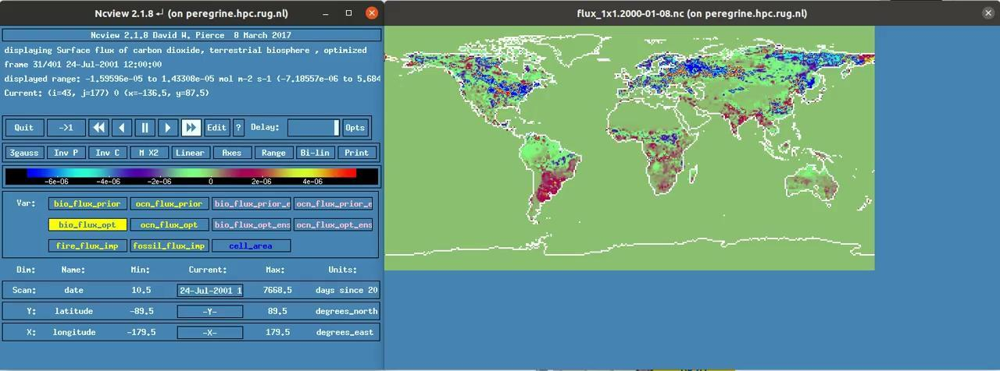 Ncview 2.1.8 (on peregrine.hpc.rug.nl)
flux_1x1.2000-01-08.nc (on peregrine.hpc.rug.nl)
Ncview 2.1.8 David W. Pierce 8 March 2017
displaying Surface flux of carbon dioxide, terrestrial biosphere , optimized
frame 31/401 24-Jul-2001 12:00:00
displayed range: -1.59596e-05 to 1.43308e-05 mol m-2 s-1 (-7.18557e-06 to 5.684
Current: (i=43, j=177) 0 (x=-136.5, y=87.5)
Quit ->1 Edit ? Delay: Opts
3gauss Inv P Inv C M X2 Linear Axes Range Bi-lin Print
-6e-06 -4e-06 -2e-06 0 2e-06 4e-06
Var: bio_flux_prior ocn_flux_prior bio_flux_prior_e ocn_flux_prior_e
bio_flux_opt ocn_flux_opt bio_flux_opt_ens ocn_flux_opt_ens
fire_flux_imp fossil_flux_imp cell_area
Dim: Name: Min: Current: Max: Units:
Scan: date 10.5 24-Jul-2001 1 7668.5 days since 20
Y: latitude -89.5 -Y- 89.5 degrees_north
X: longitude -179.5 -X- 179.5 degrees_east